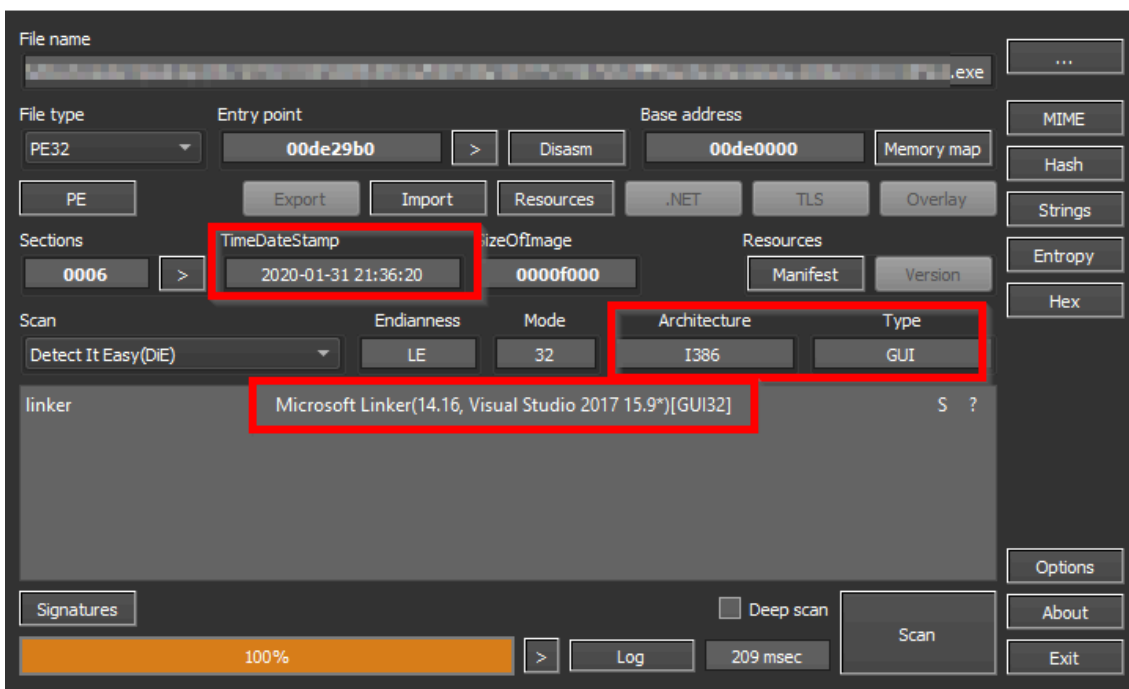 File name
.exe ...
File type Entry point Base address
PE32 00de29b0 > Disasm 00de0000 Memory map MIME
Hash
PE Export Import Resources .NET TLS Overlay
Strings
Sections TimeDateStamp SizeOfImage Resources
0006 > 2020-01-31 21:36:20 0000f000 Manifest Version Entropy
Hex
Scan Endianness Mode Architecture Type
Detect It Easy(DiE) LE 32 I386 GUI
linker Microsoft Linker(14.16, Visual Studio 2017 15.9*)[GUI32] S ?
Options
Signatures Deep scan About
Scan
100% > Log 209 msec Exit